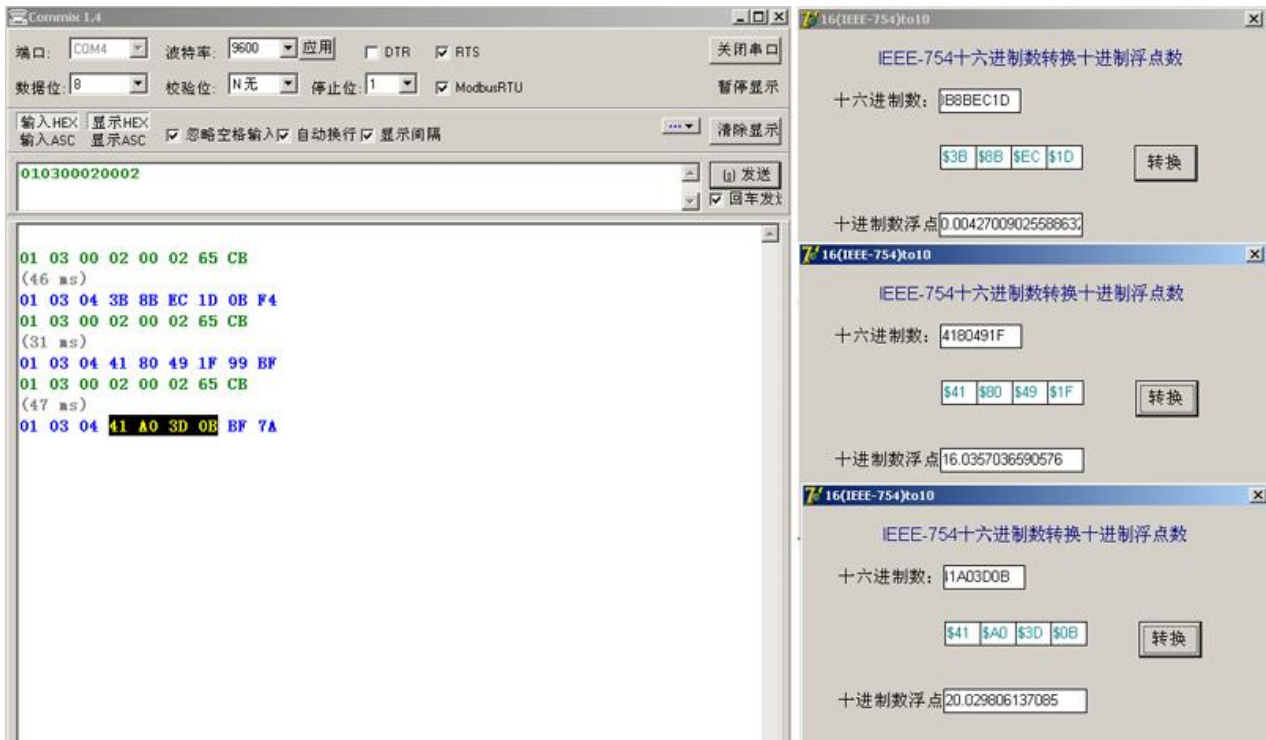 Commix 1.4
端口: COM4 波特率: 9600 应用 DTR RTS 关闭串口
数据位: 8 校验位: N无 停止位: 1 ModbusRTU 暂停显示
输入HEX 显示HEX
输入ASC 显示ASC 忽略空格输入 自动换行 显示间隔 清除显示
010300020002 发送
回车发
01 03 00 02 00 02 65 CB
(46 ms)
01 03 04 3B 8B EC 1D 0B F4
01 03 00 02 00 02 65 CB
(31 ms)
01 03 04 41 80 49 1F 99 BF
01 03 00 02 00 02 65 CB
(47 ms)
01 03 04 41 A0 3D 0B BF 7A
16(IEEE-754)to10
IEEE-754十六进制数转换十进制浮点数
十六进制数: B8BEC1D
$3B $8B $EC $1D 转换
十进制数浮点 0.0042700902558863
16(IEEE-754)to10
IEEE-754十六进制数转换十进制浮点数
十六进制数: 4180491F
$41 $80 $49 $1F 转换
十进制数浮点 16.0357036590576
16(IEEE-754)to10
IEEE-754十六进制数转换十进制浮点数
十六进制数: 1A03D0B
$41 $A0 $3D $0B 转换
十进制数浮点 20.029806137085